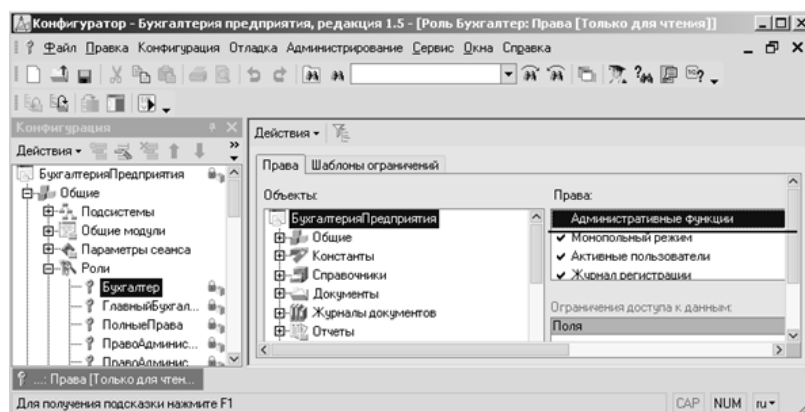 Конфигуратор - Бухгалтерия предприятия, редакция 1.5 - [Роль Бухгалтер: Права [Только для чтения]]
Файл Правка Конфигурация Отладка Администрирование Сервис Окна Справка
Конфигурация
Действия
БухгалтерияПредприятия
Общие
Подсистемы
Общие модули
Параметры сеанса
Роли
Бухгалтер
ГлавныйБухгал...
ПолныеПрава
ПравоАдминис...
ПравоАдминис
Действия
Права Шаблоны ограничений
Объекты:
БухгалтерияПредприятия
Общие
Константы
Справочники
Документы
Журналы документов
Отчеты
Права:
Административные функции
Монопольный режим
Активные пользователи
Журнал регистрации
Ограничения доступа к данным:
Поля
...: Права [Только для чтен...
Для получения подсказки нажмите F1
CAP NUM ru